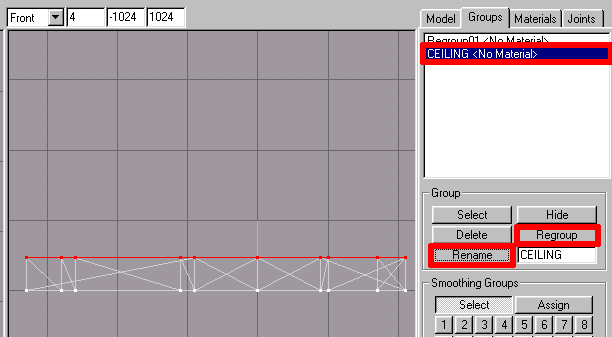 Front 4 -1024 1024
Model Groups Materials Joints
Regroup01 <No Material>
CEILING <No Material>
Group
Select Hide
Delete Regroup
Rename CEILING
Smoothing Groups
Select Assign
1 2 3 4 5 6 7 8